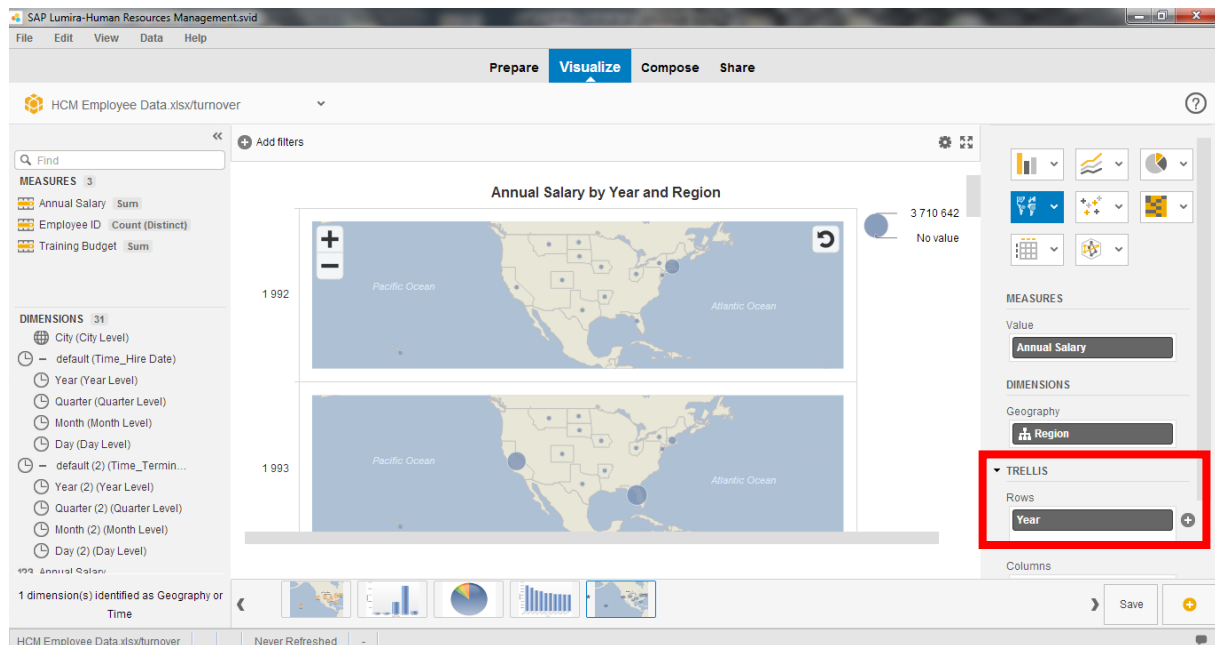 SAP Lumira-Human Resources Management.svid
File Edit View Data Help
Prepare Visualize Compose Share
HCM Employee Data.xlsx/turnover
?
Add filters
Find
MEASURES 3
Annual Salary Sum
Employee ID Count (Distinct)
Training Budget Sum
DIMENSIONS 31
City (City Level)
default (Time_Hire Date)
Year (Year Level)
Quarter (Quarter Level)
Month (Month Level)
Day (Day Level)
default (2) (Time_Termin...
Year (2) (Year Level)
Quarter (2) (Quarter Level)
Month (2) (Month Level)
Day (2) (Day Level)
123 Annual Salary
1 dimension(s) identified as Geography or
Time
Annual Salary by Year and Region
1 992
Pacific Ocean
Atlantic Ocean
1 993
Pacific Ocean
Atlantic Ocean
3 710 642
No value
MEASURES
Value
Annual Salary
DIMENSIONS
Geography
Region
TRELLIS
Rows
Year
Columns
Save
HCM Employee Data.xlsx/turnover Never Refreshed -